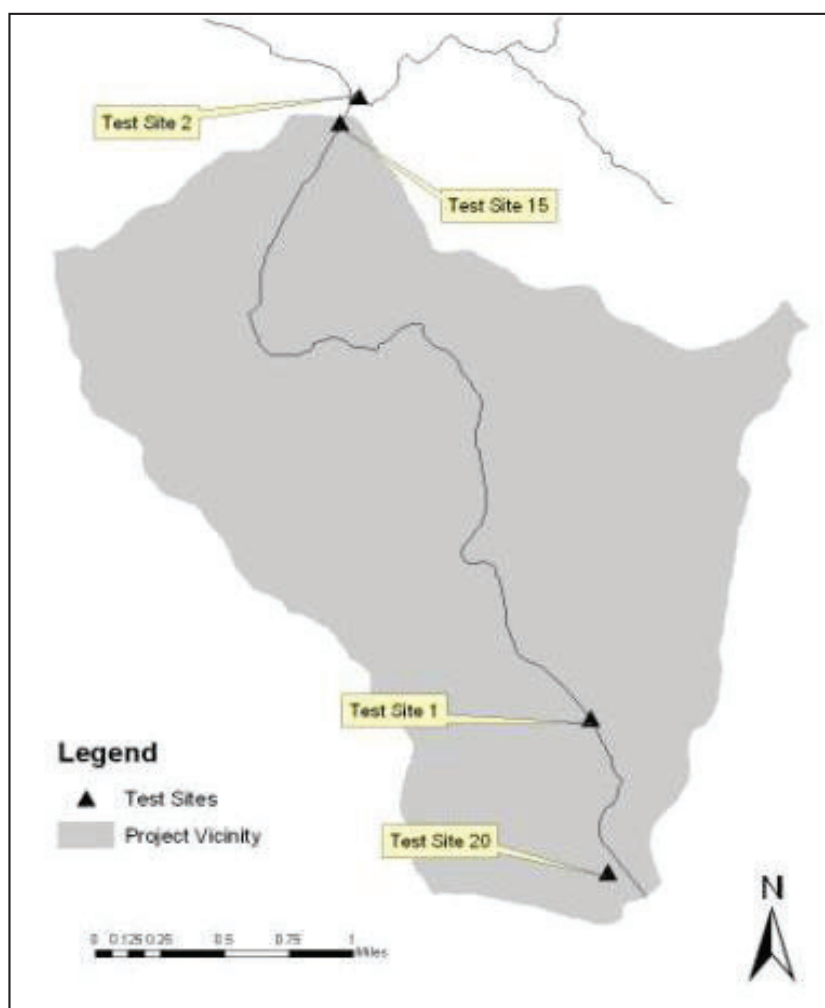 Test Site 2
Test Site 15
Test Site 1
Legend
Test Sites
Project Vicinity
Test Site 20
N
0 0.125 0.25 0.5 0.75 1
Miles